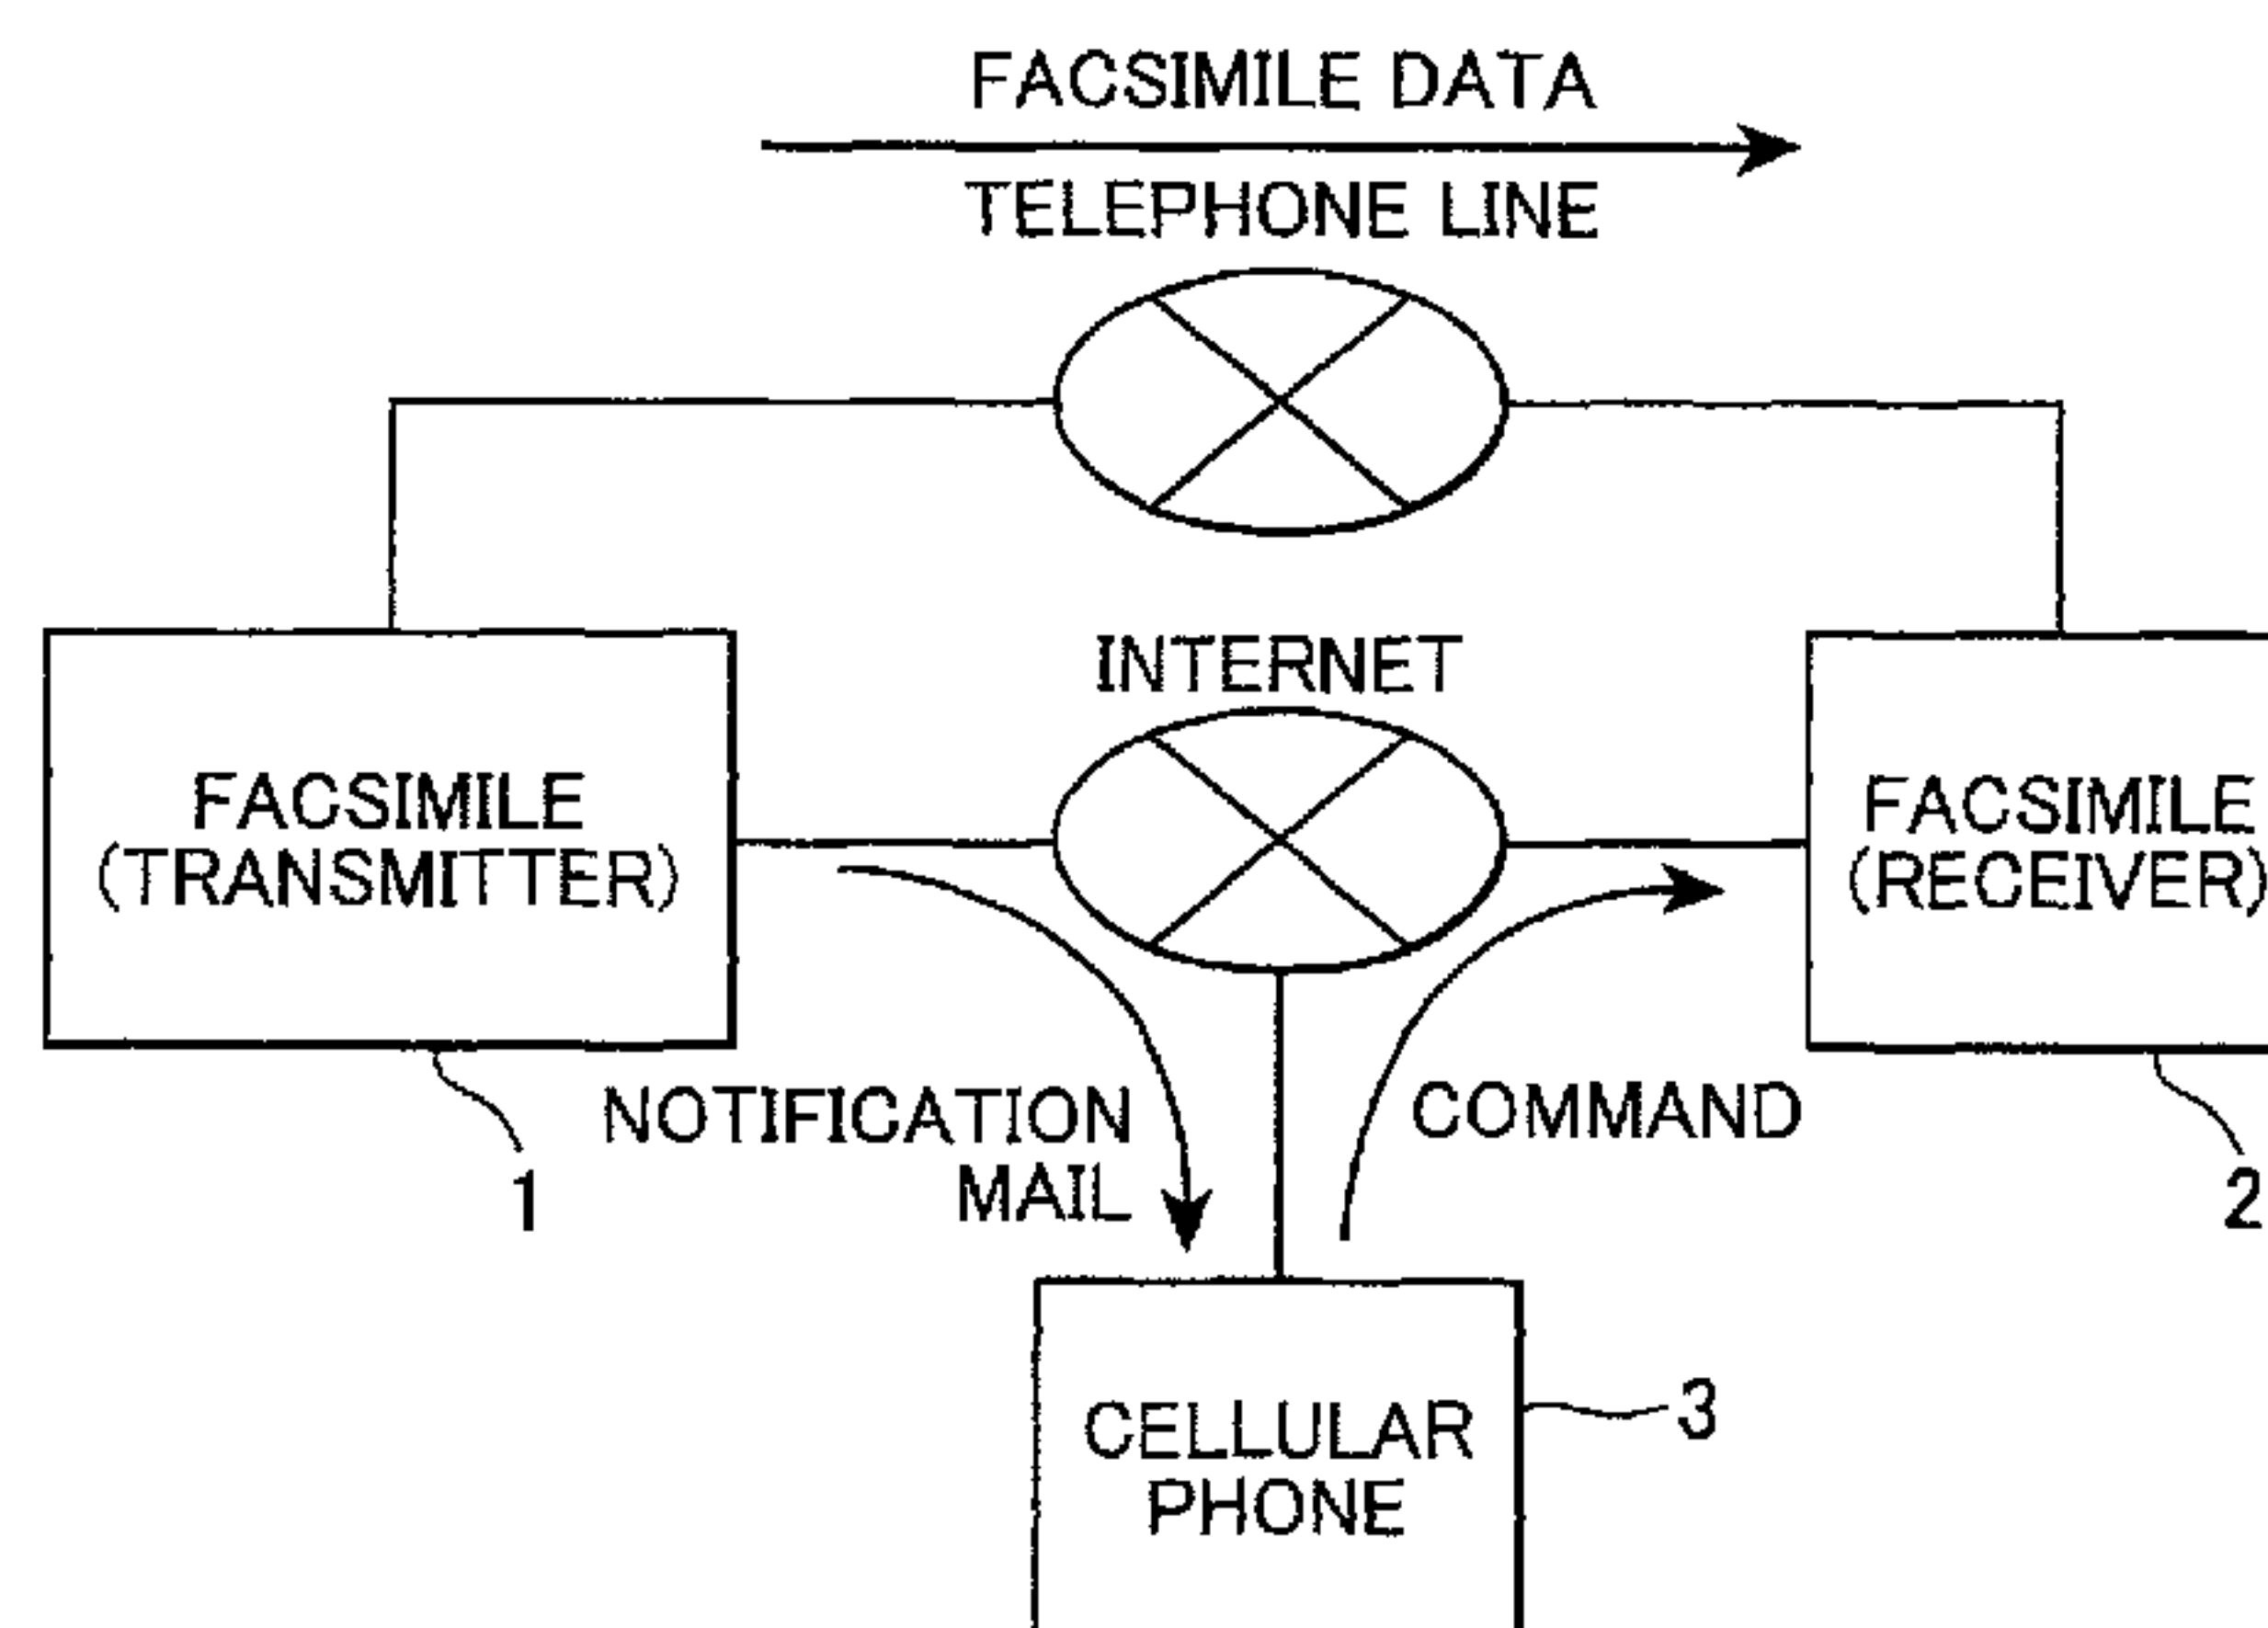 FACSIMILE DATA
TELEPHONE LINE
INTERNET
FACSIMILE
(TRANSMITTER)
FACSIMILE
(RECEIVER)
NOTIFICATION
MAIL
COMMAND
1
2
CELLULAR
PHONE
3